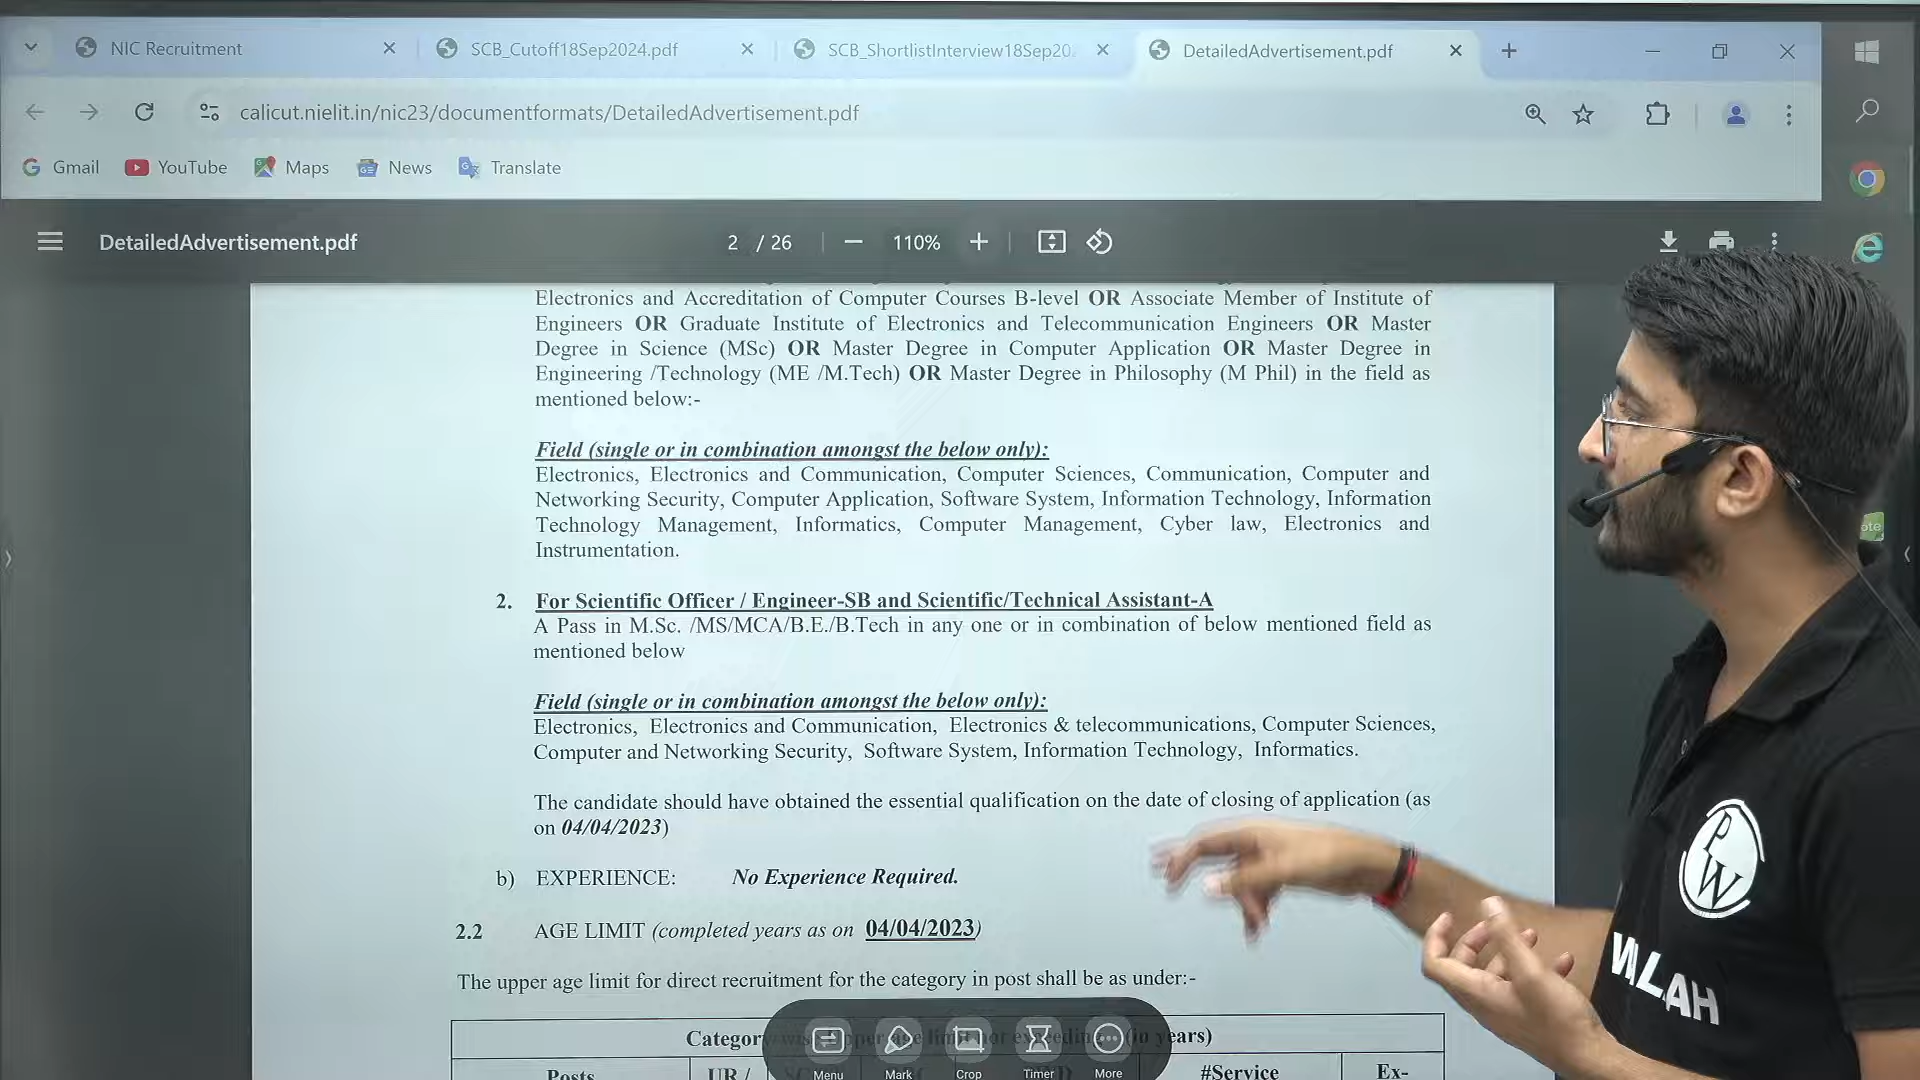 NIC Recruitment
SCB_Cutoff18Sep2024.pdf
SCB_ShortlistInterview18Sep20
DetailedAdvertisement.pdf
calicut.nielit.in/nic23/documentformats/DetailedAdvertisement.pdf
Gmail YouTube Maps News Translate
DetailedAdvertisement.pdf
2 / 26
110%
Electronics and Accreditation of Computer Courses B-level OR Associate Member of Institute of
Engineers OR Graduate Institute of Electronics and Telecommunication Engineers OR Master
Degree in Science (MSc) OR Master Degree in Computer Application OR Master Degree in
Engineering /Technology (ME /M.Tech) OR Master Degree in Philosophy (M Phil) in the field as
mentioned below:-
Field (single or in combination amongst the below only):
Electronics, Electronics and Communication, Computer Sciences, Communication, Computer and
Networking Security, Computer Application, Software System, Information Technology, Information
Technology Management, Informatics, Computer Management, Cyber law, Electronics and
Instrumentation.
2. For Scientific Officer / Engineer-SB and Scientific/Technical Assistant-A
A Pass in M.Sc. /MS/MCA/B.E./B.Tech in any one or in combination of below mentioned field as
mentioned below
Field (single or in combination amongst the below only):
Electronics, Electronics and Communication, Electronics & telecommunications, Computer Sciences,
Computer and Networking Security, Software System, Information Technology, Informatics.
The candidate should have obtained the essential qualification on the date of closing of application (as
on 04/04/2023)
b) EXPERIENCE: No Experience Required.
2.2 AGE LIMIT (completed years as on 04/04/2023)
The upper age limit for direct recruitment for the category in post shall be as under:-
Category (in years)
Posts UR / #Service Ex-
Menu Mark Crop Timer More
PW
WALLAH